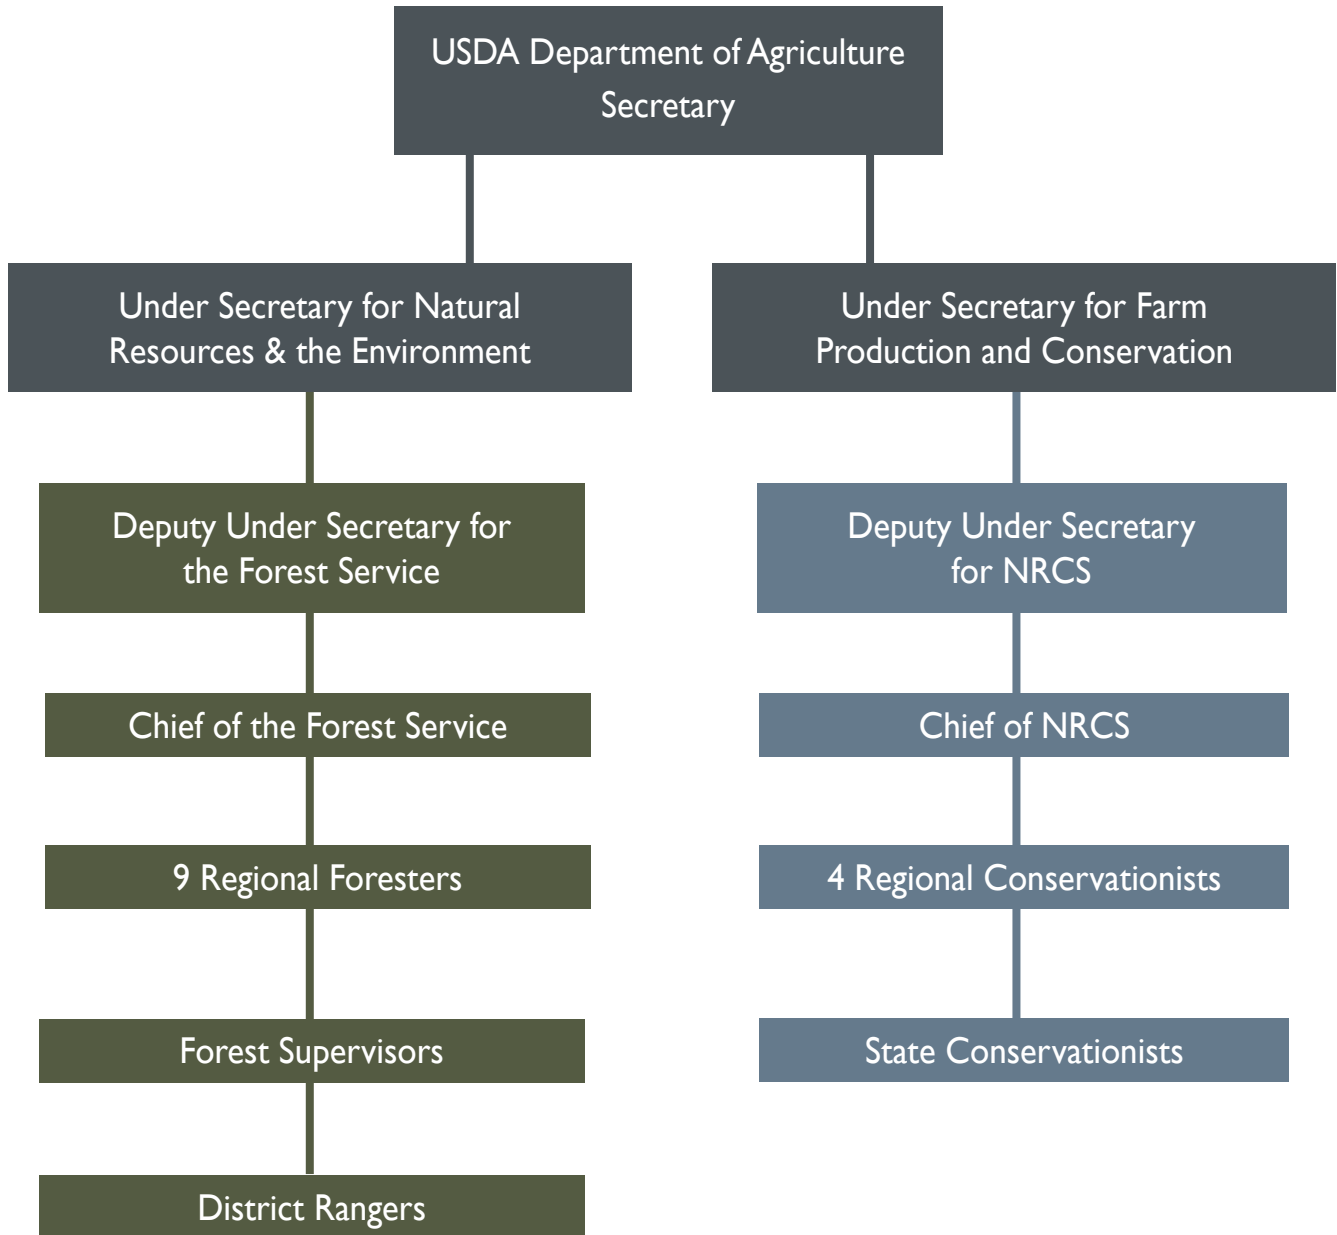 USDA Department of Agriculture
Secretary
Under Secretary for Natural
Resources & the Environment
Under Secretary for Farm
Production and Conservation
Deputy Under Secretary for
the Forest Service
Deputy Under Secretary
for NRCS
Chief of the Forest Service
Chief of NRCS
9 Regional Foresters
4 Regional Conservationists
Forest Supervisors
State Conservationists
District Rangers